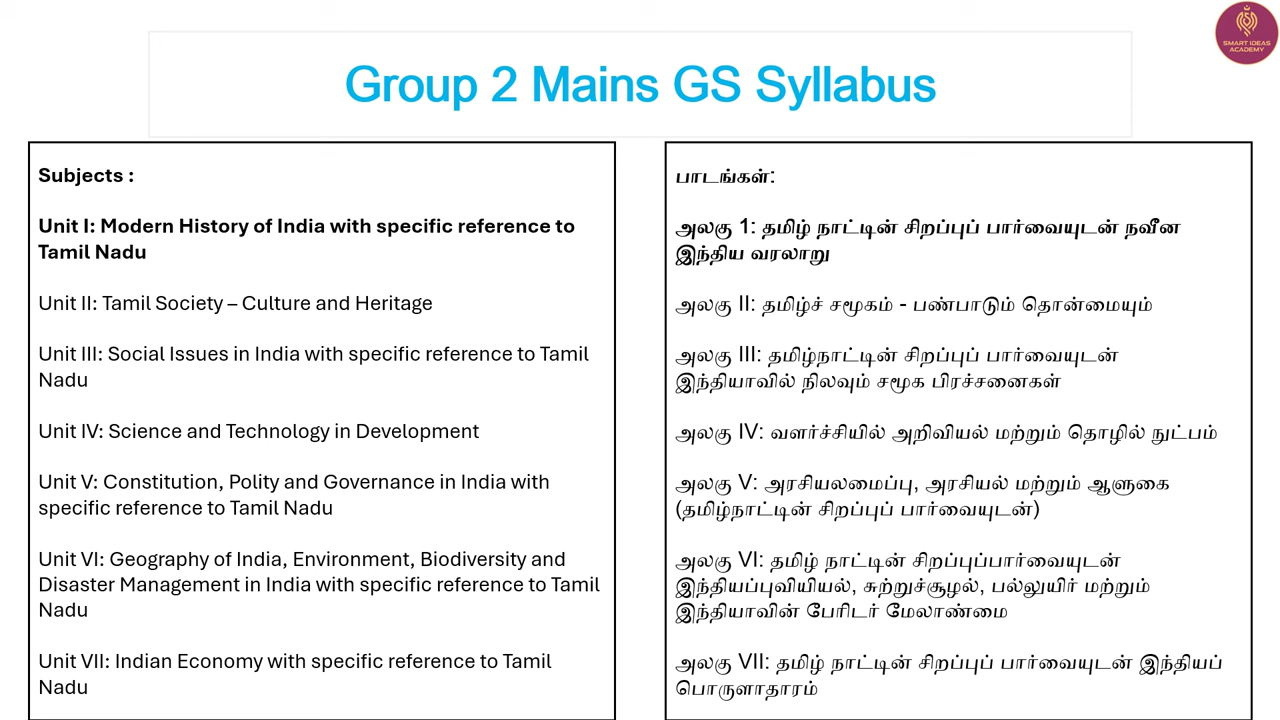 SMART IDEAS
ACADEMY
Group 2 Mains GS Syllabus
Subjects :
Unit I: Modern History of India with specific reference to
Tamil Nadu
Unit II: Tamil Society – Culture and Heritage
Unit III: Social Issues in India with specific reference to Tamil
Nadu
Unit IV: Science and Technology in Development
Unit V: Constitution, Polity and Governance in India with
specific reference to Tamil Nadu
Unit VI: Geography of India, Environment, Biodiversity and
Disaster Management in India with specific reference to Tamil
Nadu
Unit VII: Indian Economy with specific reference to Tamil
Nadu
பாடங்கள்:
அலகு 1: தமிழ் நாட்டின் சிறப்புப் பார்வையுடன் நவீன
இந்திய வரலாறு
அலகு II: தமிழ்ச் சமூகம் - பண்பாடும் தொன்மையும்
அலகு III: தமிழ்நாட்டின் சிறப்புப் பார்வையுடன்
இந்தியாவில் நிலவும் சமூக பிரச்சனைகள்
அலகு IV: வளர்ச்சியில் அறிவியல் மற்றும் தொழில் நுட்பம்
அலகு V: அரசியலமைப்பு, அரசியல் மற்றும் ஆளுகை
(தமிழ்நாட்டின் சிறப்புப் பார்வையுடன்)
அலகு VI: தமிழ் நாட்டின் சிறப்புப்பார்வையுடன்
இந்தியப்புவியியல், சுற்றுச்சூழல், பல்லுயிர் மற்றும்
இந்தியாவின் பேரிடர் மேலாண்மை
அலகு VII: தமிழ் நாட்டின் சிறப்புப் பார்வையுடன் இந்தியப்
பொருளாதாரம்